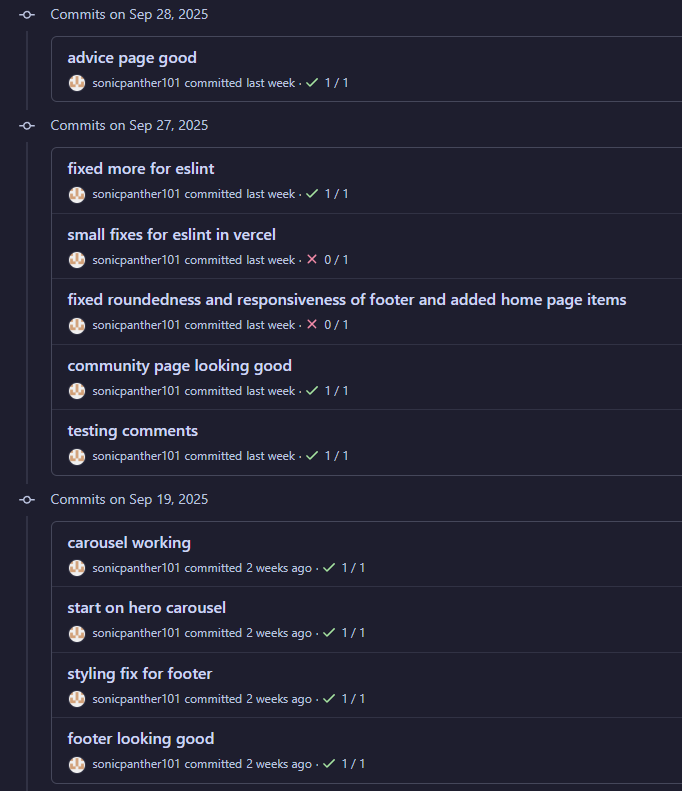 Commits on Sep 28, 2025
advice page good
sonicpanther101 committed last week · ✓ 1 / 1
Commits on Sep 27, 2025
fixed more for eslint
sonicpanther101 committed last week · ✓ 1 / 1
small fixes for eslint in vercel
sonicpanther101 committed last week · ✕ 0 / 1
fixed roundedness and responsiveness of footer and added home page items
sonicpanther101 committed last week · ✕ 0 / 1
community page looking good
sonicpanther101 committed last week · ✓ 1 / 1
testing comments
sonicpanther101 committed last week · ✓ 1 / 1
Commits on Sep 19, 2025
carousel working
sonicpanther101 committed 2 weeks ago · ✓ 1 / 1
start on hero carousel
sonicpanther101 committed 2 weeks ago · ✓ 1 / 1
styling fix for footer
sonicpanther101 committed 2 weeks ago · ✓ 1 / 1
footer looking good
sonicpanther101 committed 2 weeks ago · ✓ 1 / 1